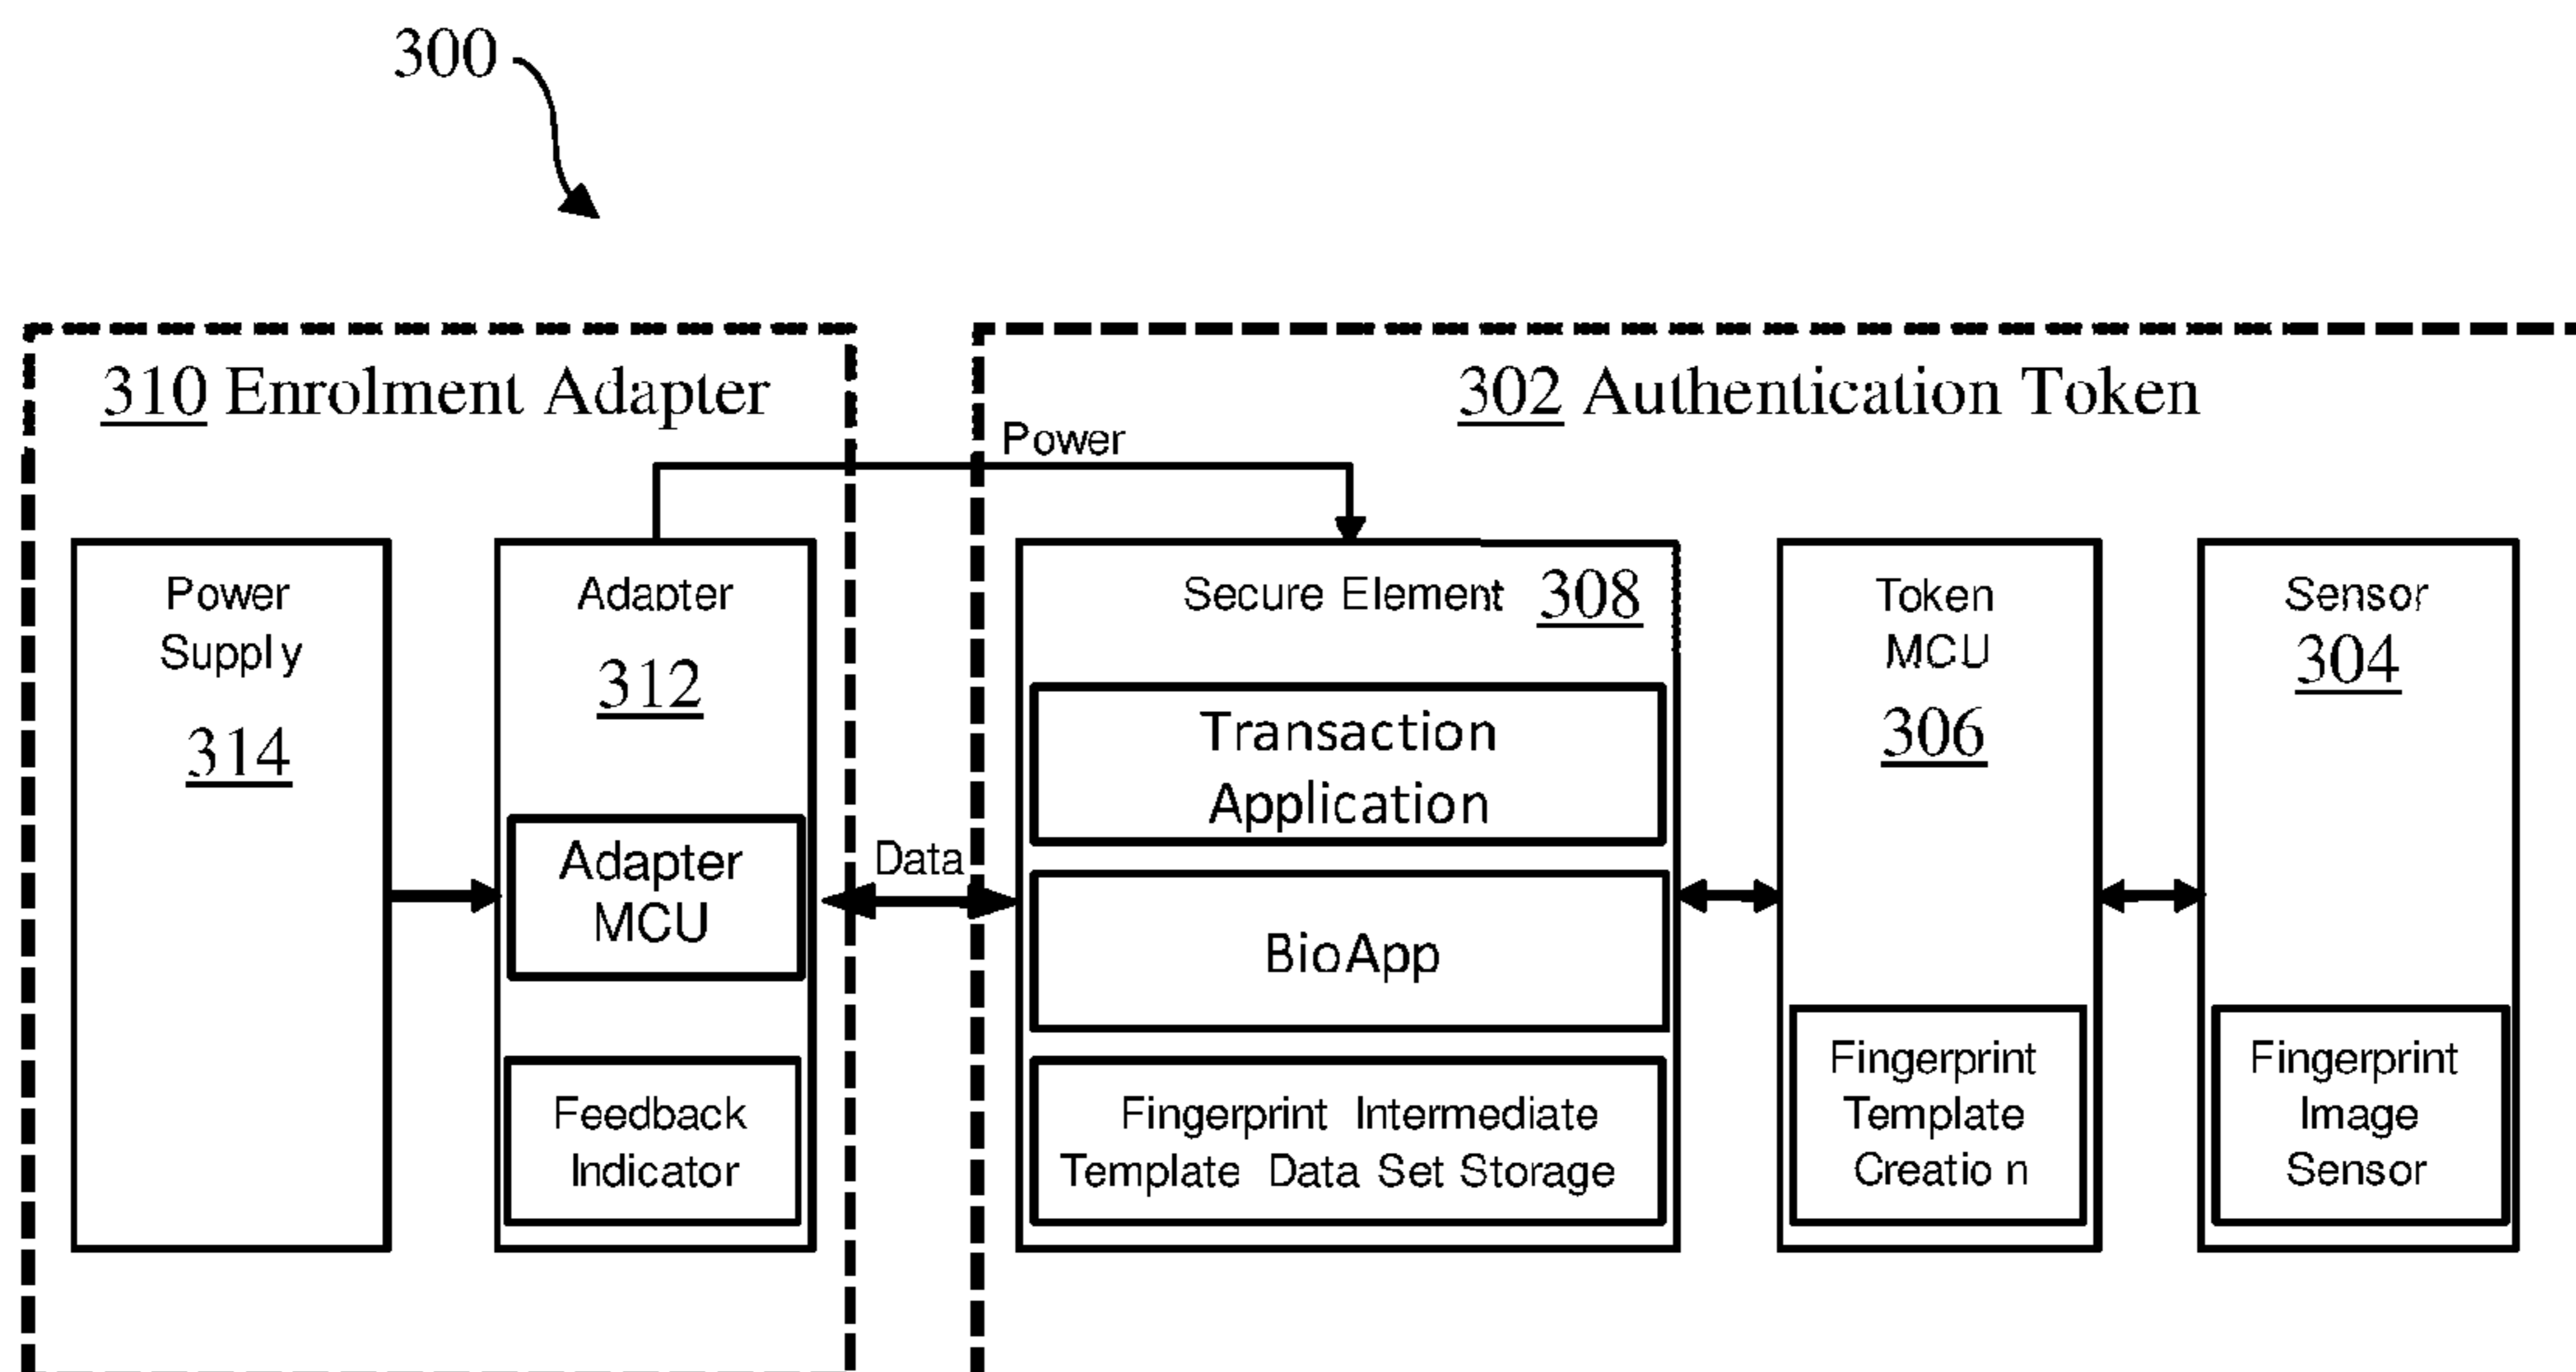 300
310 Enrolment Adapter
302 Authentication Token
Power
Power
Supply
314
Adapter
312
Adapter
MCU
Feedback
Indicator
Data
Secure Element 308
Transaction
Application
BioApp
Fingerprint Intermediate
Template Data Set Storage
Token
MCU
306
Fingerprint
Template
Creation
Sensor
304
Fingerprint
Image
Sensor